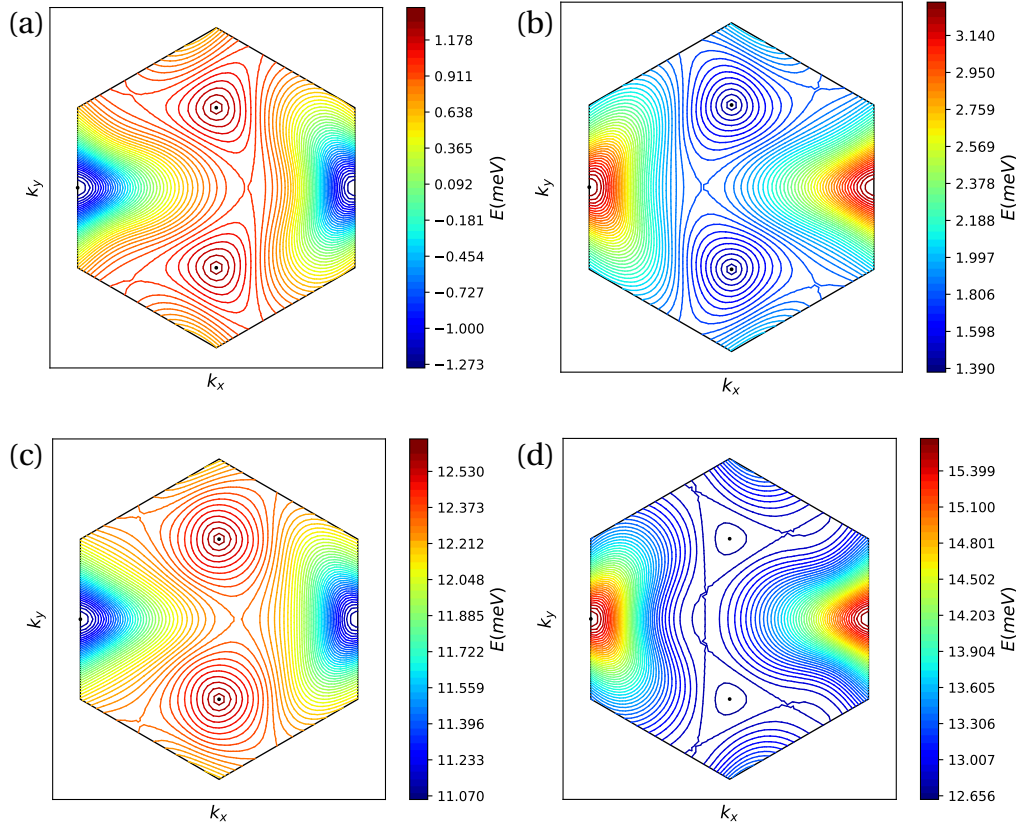 (a)
1.178
0.911
0.638
0.365
0.092
−0.181
−0.454
−0.727
−1.000
−1.273
E(meV)
k_y
k_x
(b)
3.140
2.950
2.759
2.569
2.378
2.188
1.997
1.806
1.598
1.390
E(meV)
k_y
k_x
(c)
12.530
12.373
12.212
12.048
11.885
11.722
11.559
11.396
11.233
11.070
E(meV)
k_y
k_x
(d)
15.399
15.100
14.801
14.502
14.203
13.904
13.605
13.306
13.007
12.656
E(meV)
k_y
k_x